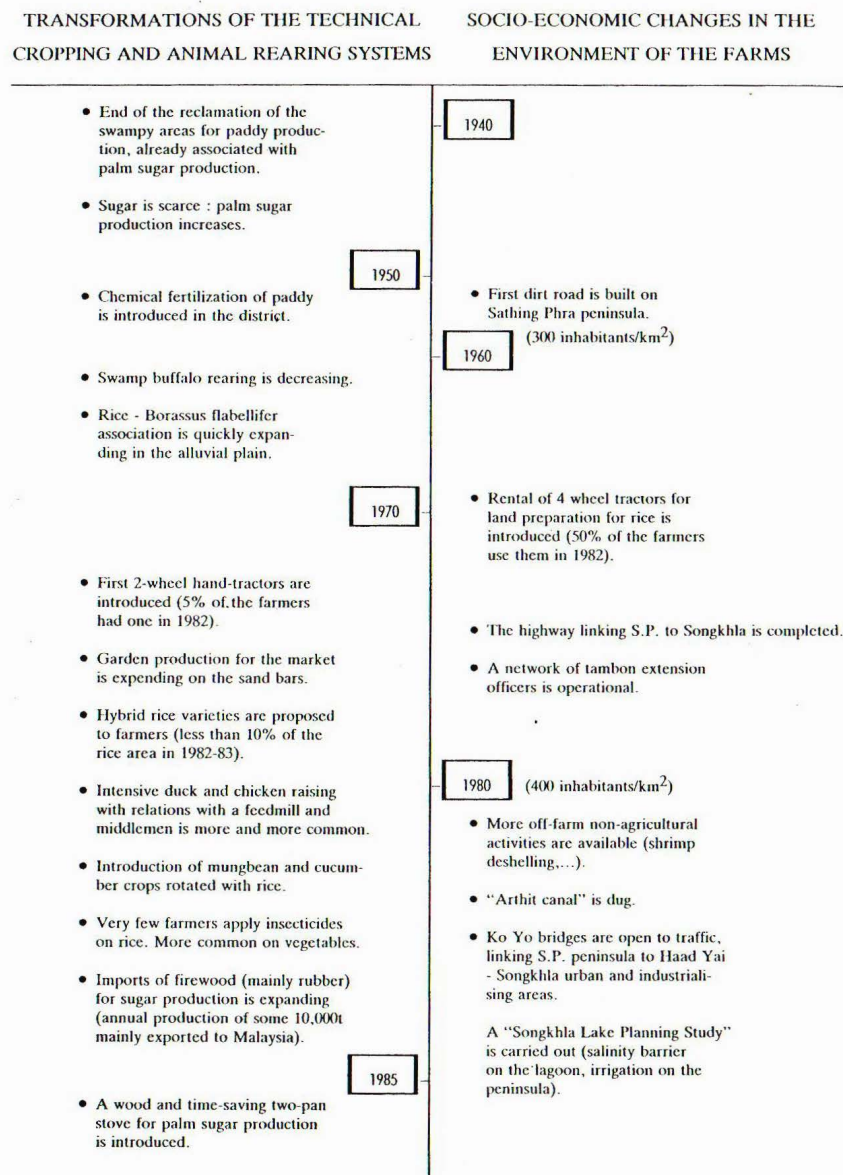 TRANSFORMATIONS OF THE TECHNICAL
CROPPING AND ANIMAL REARING SYSTEMS
SOCIO-ECONOMIC CHANGES IN THE
ENVIRONMENT OF THE FARMS
• End of the reclamation of the
swampy areas for paddy produc-
tion, already associated with
palm sugar production.
1940
• Sugar is scarce : palm sugar
production increases.
1950
• Chemical fertilization of paddy
is introduced in the district.
• First dirt road is built on
Sathing Phra peninsula.
1960 (300 inhabitants/km²)
• Swamp buffalo rearing is decreasing.
• Rice - Borassus flabellifer
association is quickly expan-
ding in the alluvial plain.
1970
• Rental of 4 wheel tractors for
land preparation for rice is
introduced (50% of the farmers
use them in 1982).
• First 2-wheel hand-tractors are
introduced (5% of the farmers
had one in 1982).
• The highway linking S.P. to Songkhla is completed.
• Garden production for the market
is expending on the sand bars.
• A network of tambon extension
officers is operational.
• Hybrid rice varieties are proposed
to farmers (less than 10% of the
rice area in 1982-83).
1980 (400 inhabitants/km²)
• Intensive duck and chicken raising
with relations with a feedmill and
middlemen is more and more common.
• More off-farm non-agricultural
activities are available (shrimp
deshelling,...).
• Introduction of mungbean and cucum-
ber crops rotated with rice.
• "Arthit canal" is dug.
• Very few farmers apply insecticides
on rice. More common on vegetables.
• Ko Yo bridges are open to traffic,
linking S.P. peninsula to Haad Yai
- Songkhla urban and industriali-
sing areas.
• Imports of firewood (mainly rubber)
for sugar production is expanding
(annual production of some 10,000t
mainly exported to Malaysia).
A "Songkhla Lake Planning Study"
is carried out (salinity barrier
on the lagoon, irrigation on the
peninsula).
1985
• A wood and time-saving two-pan
stove for palm sugar production
is introduced.